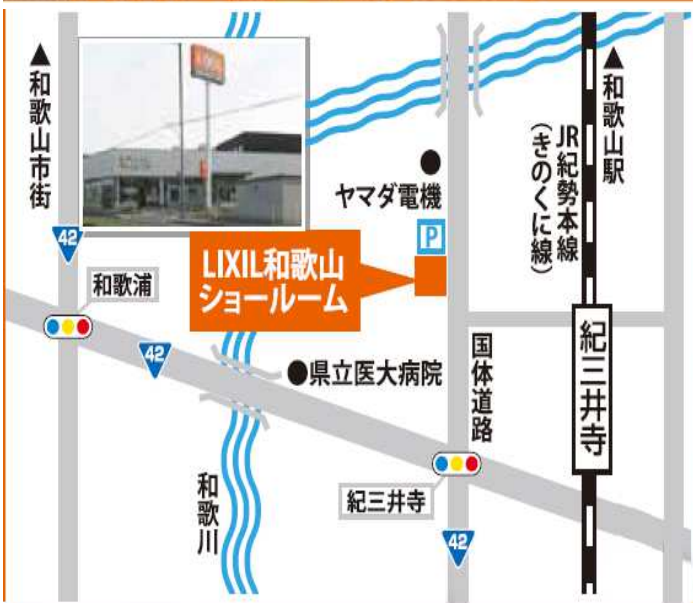 ▲和歌山市街
42
和歌浦
42
LIXIL和歌山
ショールーム
ヤマダ電機
P
県立医大病院
国体道路
紀三井寺
42
和歌川
JR紀勢本線
(きのくに線)
▲和歌山駅
紀三井寺